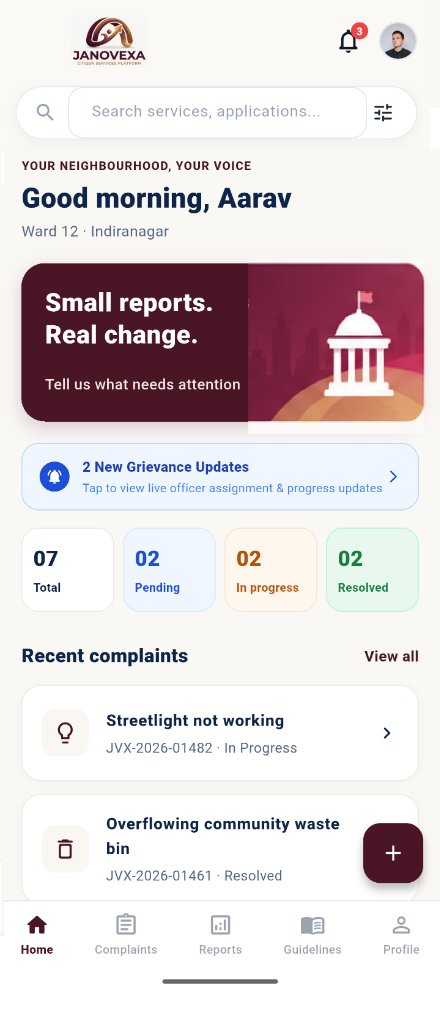 JANOVEXA
CITIZEN SERVICES PLATFORM
3
Search services, applications...
YOUR NEIGHBOURHOOD, YOUR VOICE
Good morning, Aarav
Ward 12 · Indiranagar
Small reports.
Real change.
Tell us what needs attention
2 New Grievance Updates
Tap to view live officer assignment & progress updates
07
Total
02
Pending
02
In progress
02
Resolved
Recent complaints
View all
Streetlight not working
JVX-2026-01482 · In Progress
Overflowing community waste
bin
JVX-2026-01461 · Resolved
Home
Complaints
Reports
Guidelines
Profile